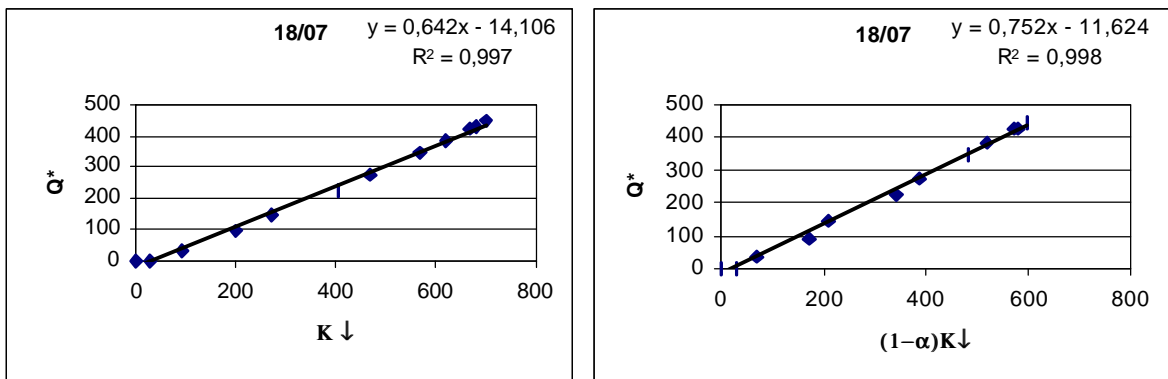 18/07 y = 0,642x - 14,106
R² = 0,997
500
400
300
200
100
0
Q*
0 200 400 600 800
K ↓
18/07 y = 0,752x - 11,624
R² = 0,998
500
400
300
200
100
0
Q*
0 200 400 600 800
(1−α)K↓